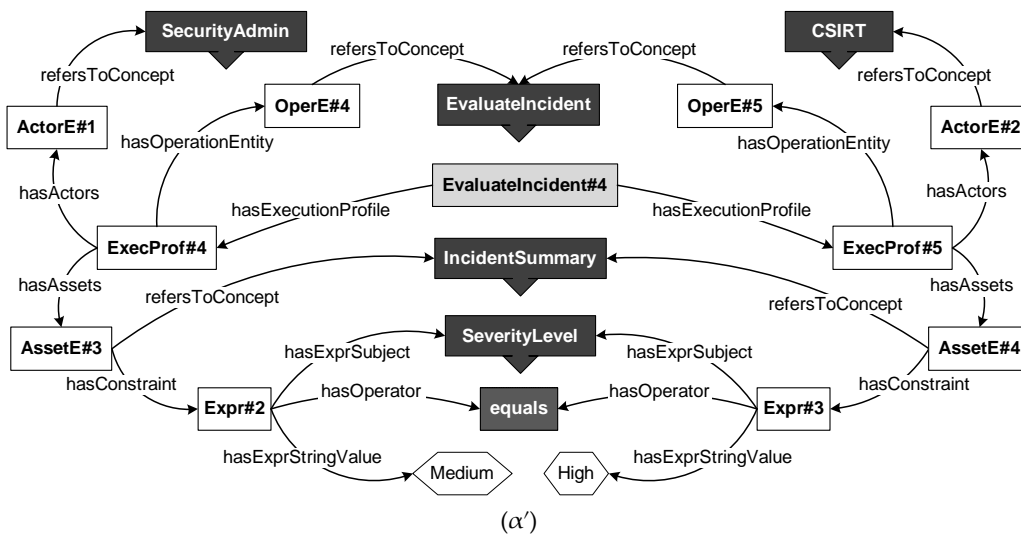 SecurityAdmin
CSIRT
refersToConcept
refersToConcept
refersToConcept
refersToConcept
OperE#4
EvaluateIncident
OperE#5
ActorE#1
ActorE#2
hasOperationEntity
hasOperationEntity
EvaluateIncident#4
hasActors
hasActors
hasExecutionProfile
hasExecutionProfile
ExecProf#4
ExecProf#5
IncidentSummary
hasAssets
hasAssets
refersToConcept
refersToConcept
SeverityLevel
AssetE#3
AssetE#4
hasExprSubject
hasExprSubject
hasConstraint
hasConstraint
hasOperator
hasOperator
Expr#2
equals
Expr#3
hasExprStringValue
hasExprStringValue
Medium
High
(α′)